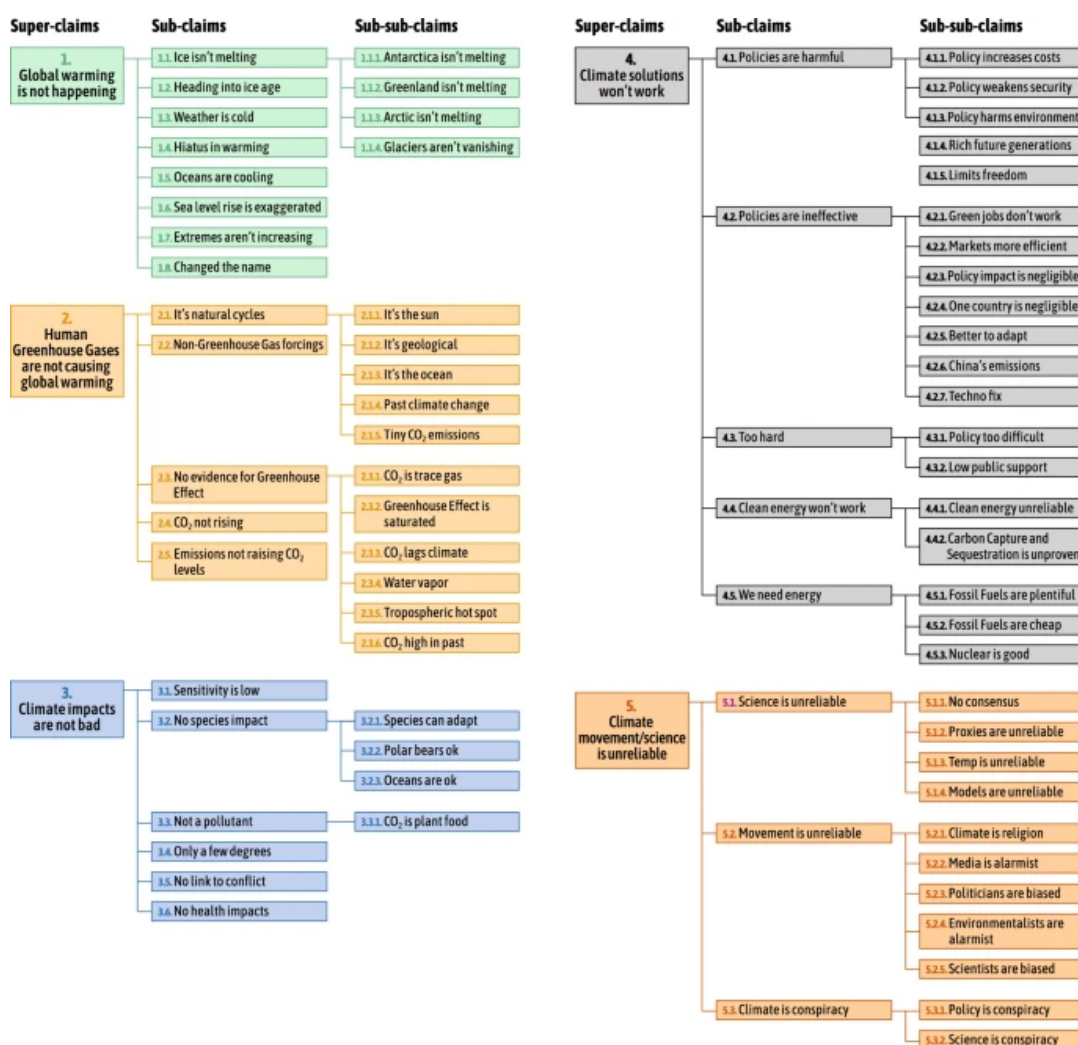 Super-claims
Sub-claims
Sub-sub-claims
1.
Global warming
is not happening
1.1. Ice isn't melting
1.2. Heading into ice age
1.3. Weather is cold
1.4. Hiatus in warming
1.5. Oceans are cooling
1.6. Sea level rise is exaggerated
1.7. Extremes aren't increasing
1.8. Changed the name
1.1.1. Antarctica isn't melting
1.1.2. Greenland isn't melting
1.1.3. Arctic isn't melting
1.1.4. Glaciers aren't vanishing
2.
Human
Greenhouse Gases
are not causing
global warming
2.1. It's natural cycles
2.2. Non-Greenhouse Gas forcings
2.1.1. It's the sun
2.1.2. It's geological
2.1.3. It's the ocean
2.1.4. Past climate change
2.1.5. Tiny CO₂ emissions
2.3. No evidence for Greenhouse
Effect
2.4. CO₂ not rising
2.5. Emissions not raising CO₂
levels
2.3.1. CO₂ is trace gas
2.3.2. Greenhouse Effect is
saturated
2.3.3. CO₂ lags climate
2.3.4. Water vapor
2.3.5. Tropospheric hot spot
2.3.6. CO₂ high in past
3.
Climate impacts
are not bad
3.1. Sensitivity is low
3.2. No species impact
3.2.1. Species can adapt
3.2.2. Polar bears ok
3.2.3. Oceans are ok
3.3. Not a pollutant
3.3.1. CO₂ is plant food
3.4. Only a few degrees
3.5. No link to conflict
3.6. No health impacts
Super-claims
Sub-claims
Sub-sub-claims
4.
Climate solutions
won't work
4.1. Policies are harmful
4.1.1. Policy increases costs
4.1.2. Policy weakens security
4.1.3. Policy harms environment
4.1.4. Rich future generations
4.1.5. Limits freedom
4.2. Policies are ineffective
4.2.1. Green jobs don't work
4.2.2. Markets more efficient
4.2.3. Policy impact is negligible
4.2.4. One country is negligible
4.2.5. Better to adapt
4.2.6. China's emissions
4.2.7. Techno fix
4.3. Too hard
4.3.1. Policy too difficult
4.3.2. Low public support
4.4. Clean energy won't work
4.4.1. Clean energy unreliable
4.4.2. Carbon Capture and
Sequestration is unproven
4.5. We need energy
4.5.1. Fossil Fuels are plentiful
4.5.2. Fossil Fuels are cheap
4.5.3. Nuclear is good
5.
Climate
movement/science
is unreliable
5.1. Science is unreliable
5.1.1. No consensus
5.1.2. Proxies are unreliable
5.1.3. Temp is unreliable
5.1.4. Models are unreliable
5.2. Movement is unreliable
5.2.1. Climate is religion
5.2.2. Media is alarmist
5.2.3. Politicians are biased
5.2.4. Environmentalists are
alarmist
5.2.5. Scientists are biased
5.3. Climate is conspiracy
5.3.1. Policy is conspiracy
5.3.2. Science is conspiracy